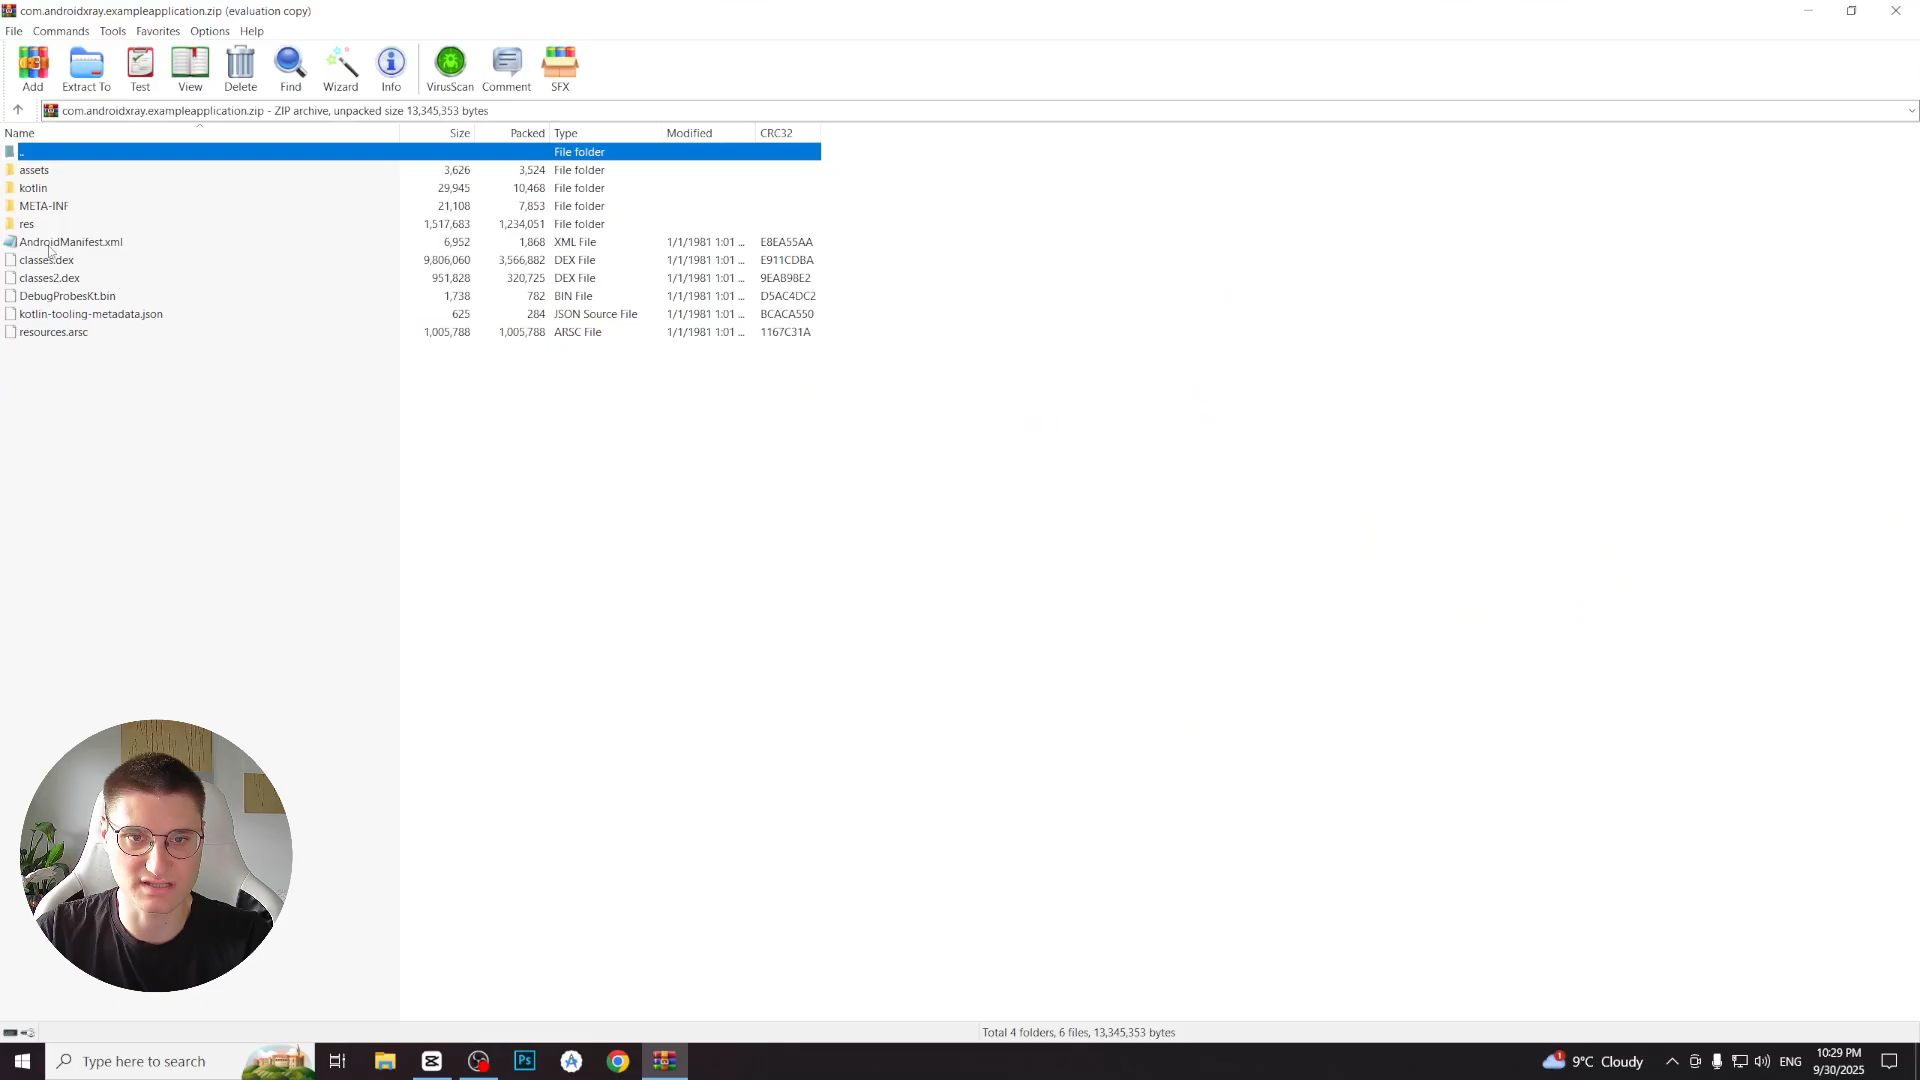 com.androidxray.exampleapplication.zip (evaluation copy)
File Commands Tools Favorites Options Help
Add Extract To Test View Delete Find Wizard Info VirusScan Comment SFX
com.androidxray.exampleapplication.zip - ZIP archive, unpacked size 13,345,353 bytes
Name Size Packed Type Modified CRC32
.. File folder
assets 3,626 3,524 File folder
kotlin 29,945 10,468 File folder
META-INF 21,108 7,853 File folder
res 1,517,683 1,234,051 File folder
AndroidManifest.xml 6,952 1,868 XML File 1/1/1981 1:01 ... E8EA55AA
classes.dex 9,806,060 3,566,882 DEX File 1/1/1981 1:01 ... E911CDBA
classes2.dex 951,828 320,725 DEX File 1/1/1981 1:01 ... 9EAB98E2
DebugProbesKt.bin 1,738 782 BIN File 1/1/1981 1:01 ... D5AC4DC2
kotlin-tooling-metadata.json 625 284 JSON Source File 1/1/1981 1:01 ... BCACA550
resources.arsc 1,005,788 1,005,788 ARSC File 1/1/1981 1:01 ... 1167C31A
Total 4 folders, 6 files, 13,345,353 bytes
Type here to search Ps 1 9°C Cloudy ENG 10:29 PM
9/30/2025